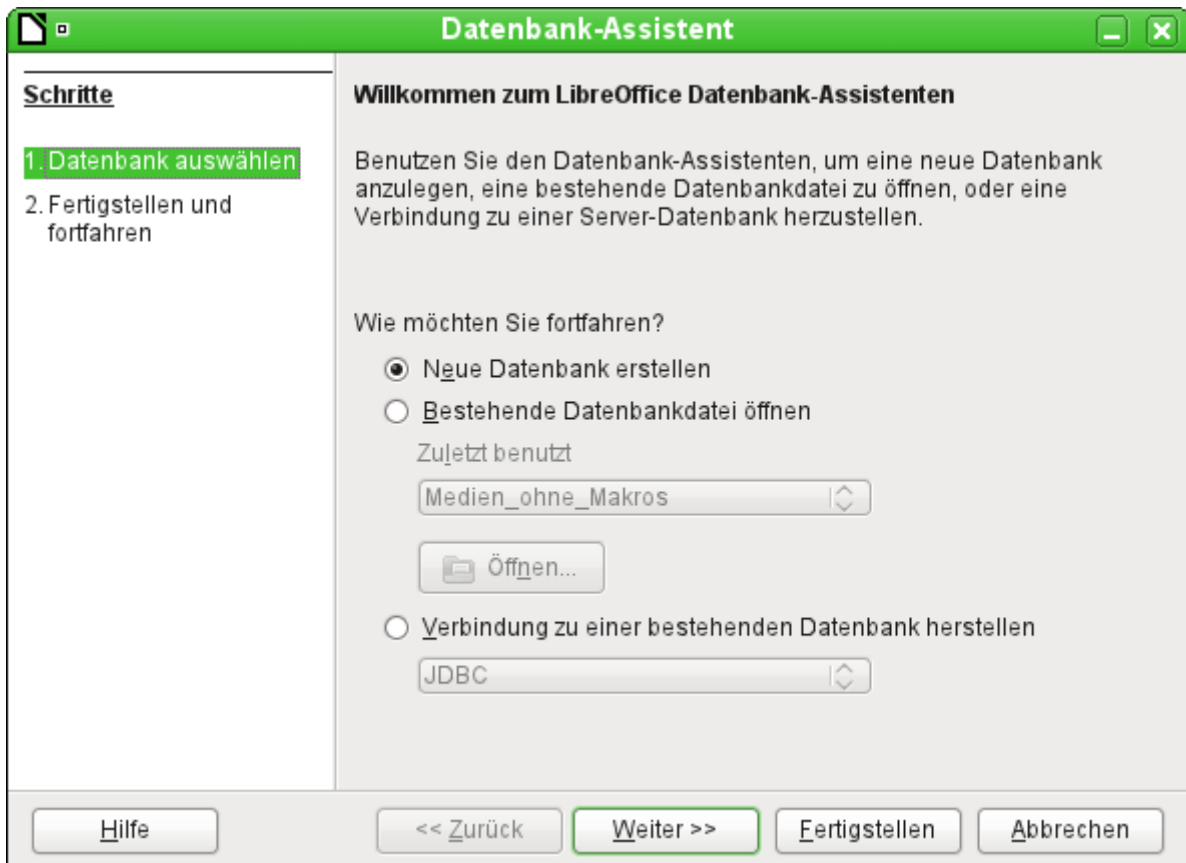 Datenbank-Assistent
Schritte
1. Datenbank auswählen
2. Fertigstellen und
fortfahren
Willkommen zum LibreOffice Datenbank-Assistenten
Benutzen Sie den Datenbank-Assistenten, um eine neue Datenbank
anzulegen, eine bestehende Datenbankdatei zu öffnen, oder eine
Verbindung zu einer Server-Datenbank herzustellen.
Wie möchten Sie fortfahren?
Neue Datenbank erstellen
Bestehende Datenbankdatei öffnen
Zuletzt benutzt
Medien_ohne_Makros
Öffnen...
Verbindung zu einer bestehenden Datenbank herstellen
JDBC
Hilfe
<< Zurück
Weiter >>
Fertigstellen
Abbrechen